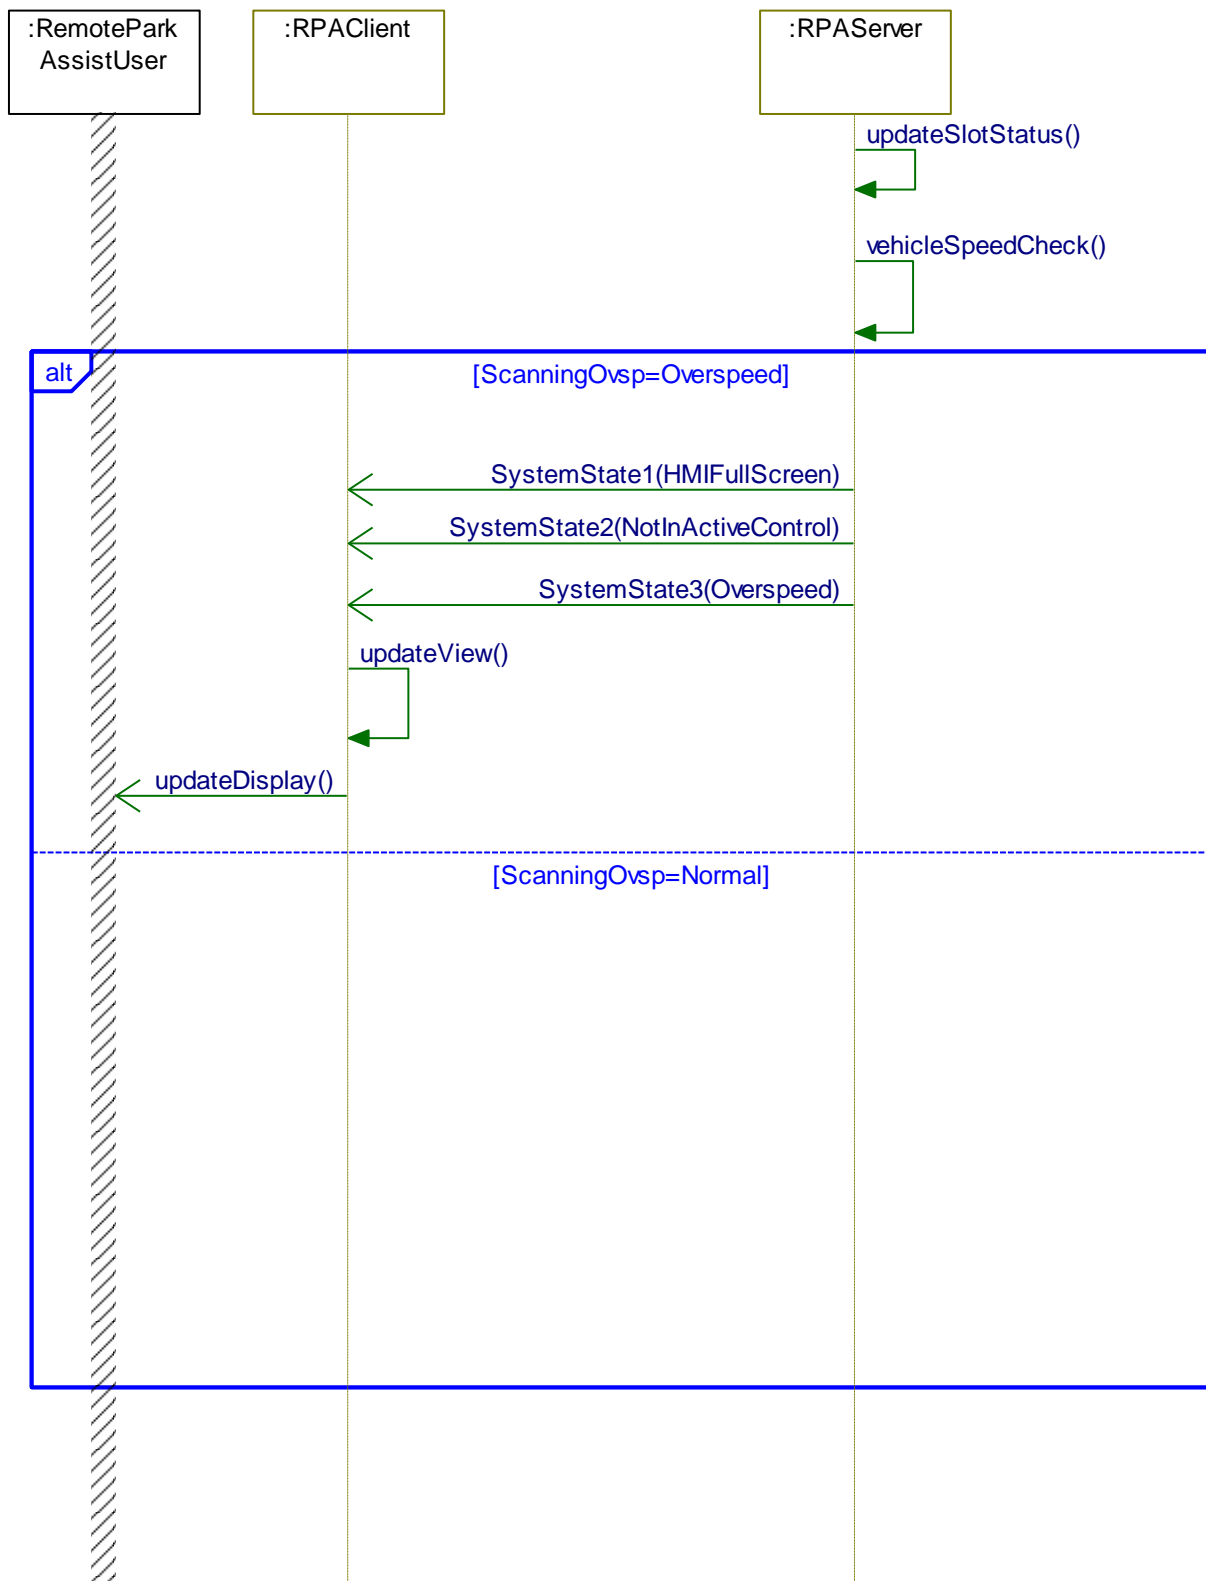 :RemotePark
AssistUser
:RPAClient
:RPAServer
updateSlotStatus()
vehicleSpeedCheck()
alt
[ScanningOvsp=Overspeed]
SystemState1(HMIFullScreen)
SystemState2(NotInActiveControl)
SystemState3(Overspeed)
updateView()
updateDisplay()
[ScanningOvsp=Normal]